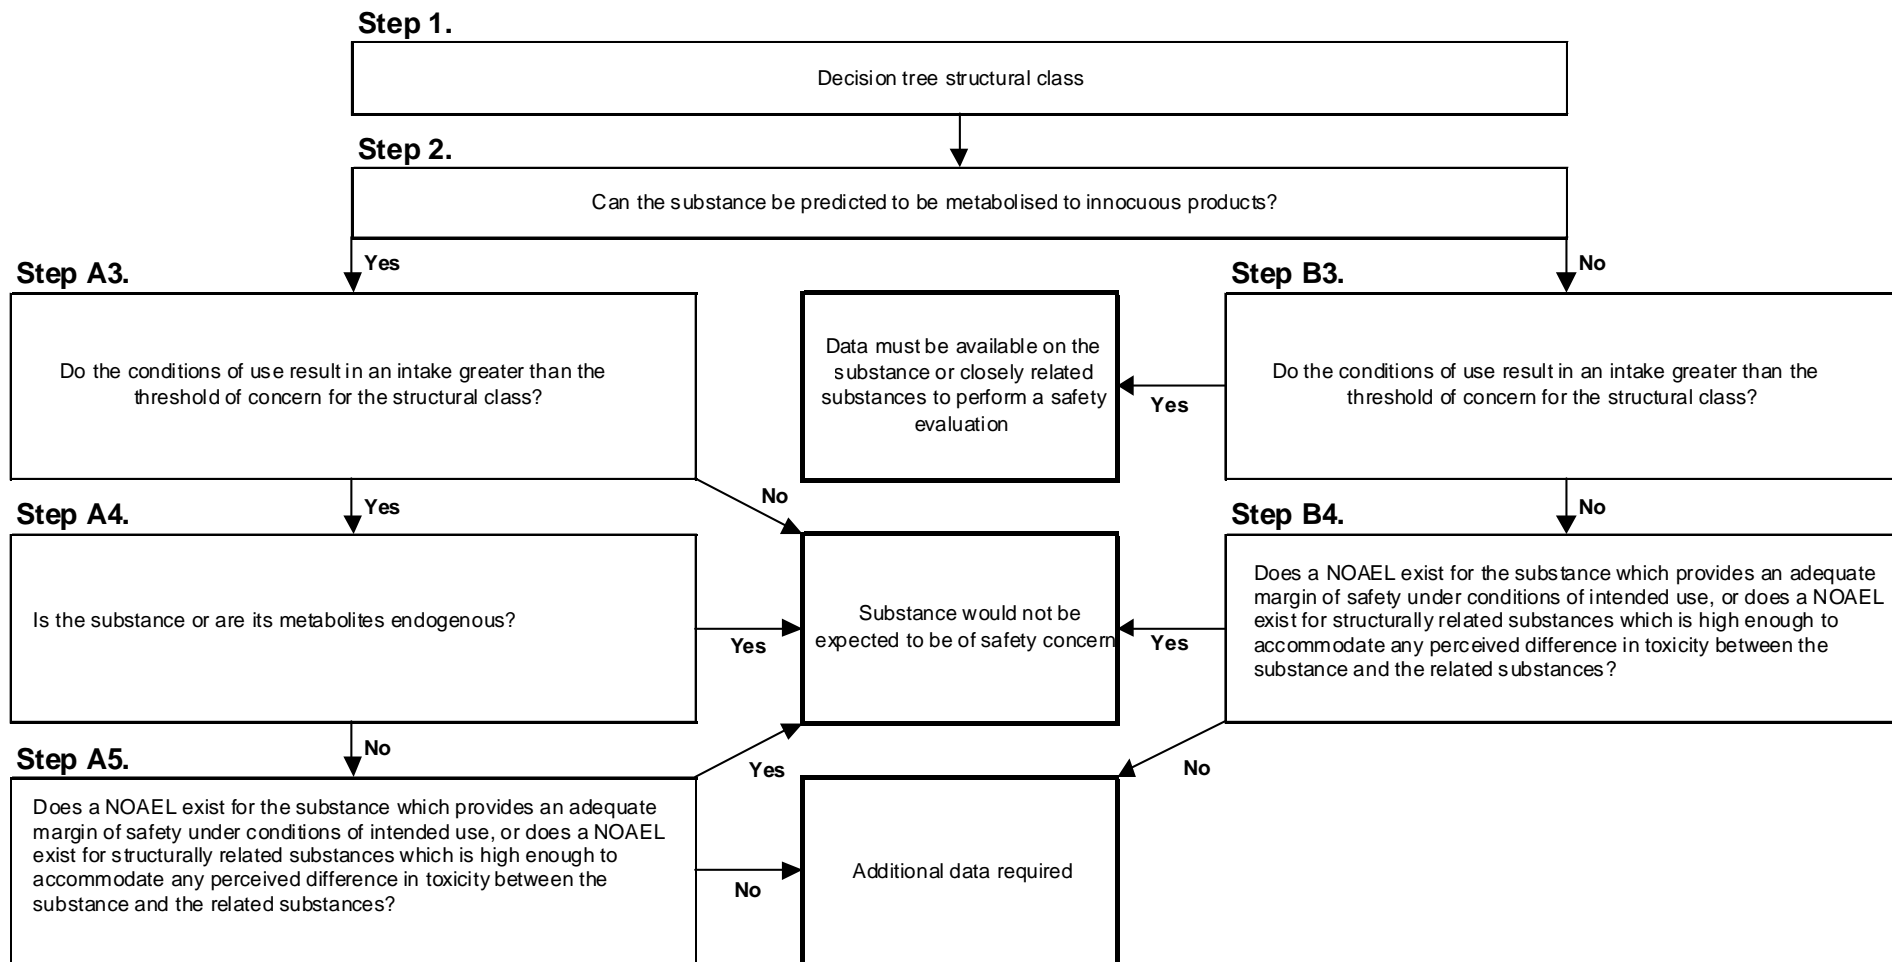 Step 1.
Decision tree structural class
Step 2.
Can the substance be predicted to be metabolised to innocuous products?
Yes
No
Step A3.
Do the conditions of use result in an intake greater than the
threshold of concern for the structural class?
Data must be available on the
substance or closely related
substances to perform a safety
evaluation
Yes
Step B3.
Do the conditions of use result in an intake greater than the
threshold of concern for the structural class?
Yes
No
No
Step A4.
Is the substance or are its metabolites endogenous?
Yes
Substance would not be
expected to be of safety concern
Yes
Step B4.
Does a NOAEL exist for the substance which provides an adequate
margin of safety under conditions of intended use, or does a NOAEL
exist for structurally related substances which is high enough to
accommodate any perceived difference in toxicity between the
substance and the related substances?
No
Yes
No
Step A5.
Does a NOAEL exist for the substance which provides an adequate
margin of safety under conditions of intended use, or does a NOAEL
exist for structurally related substances which is high enough to
accommodate any perceived difference in toxicity between the
substance and the related substances?
No
Additional data required